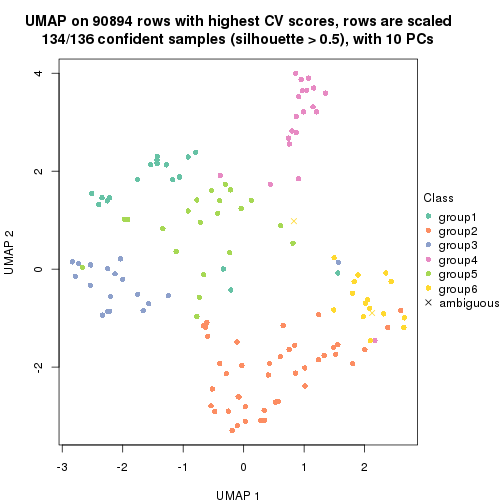 UMAP on 90894 rows with highest CV scores, rows are scaled
134/136 confident samples (silhouette > 0.5), with 10 PCs
4
2
0
-2
UMAP 2
-3
-2
-1
0
1
2
UMAP 1
Class
group1
group2
group3
group4
group5
group6
ambiguous